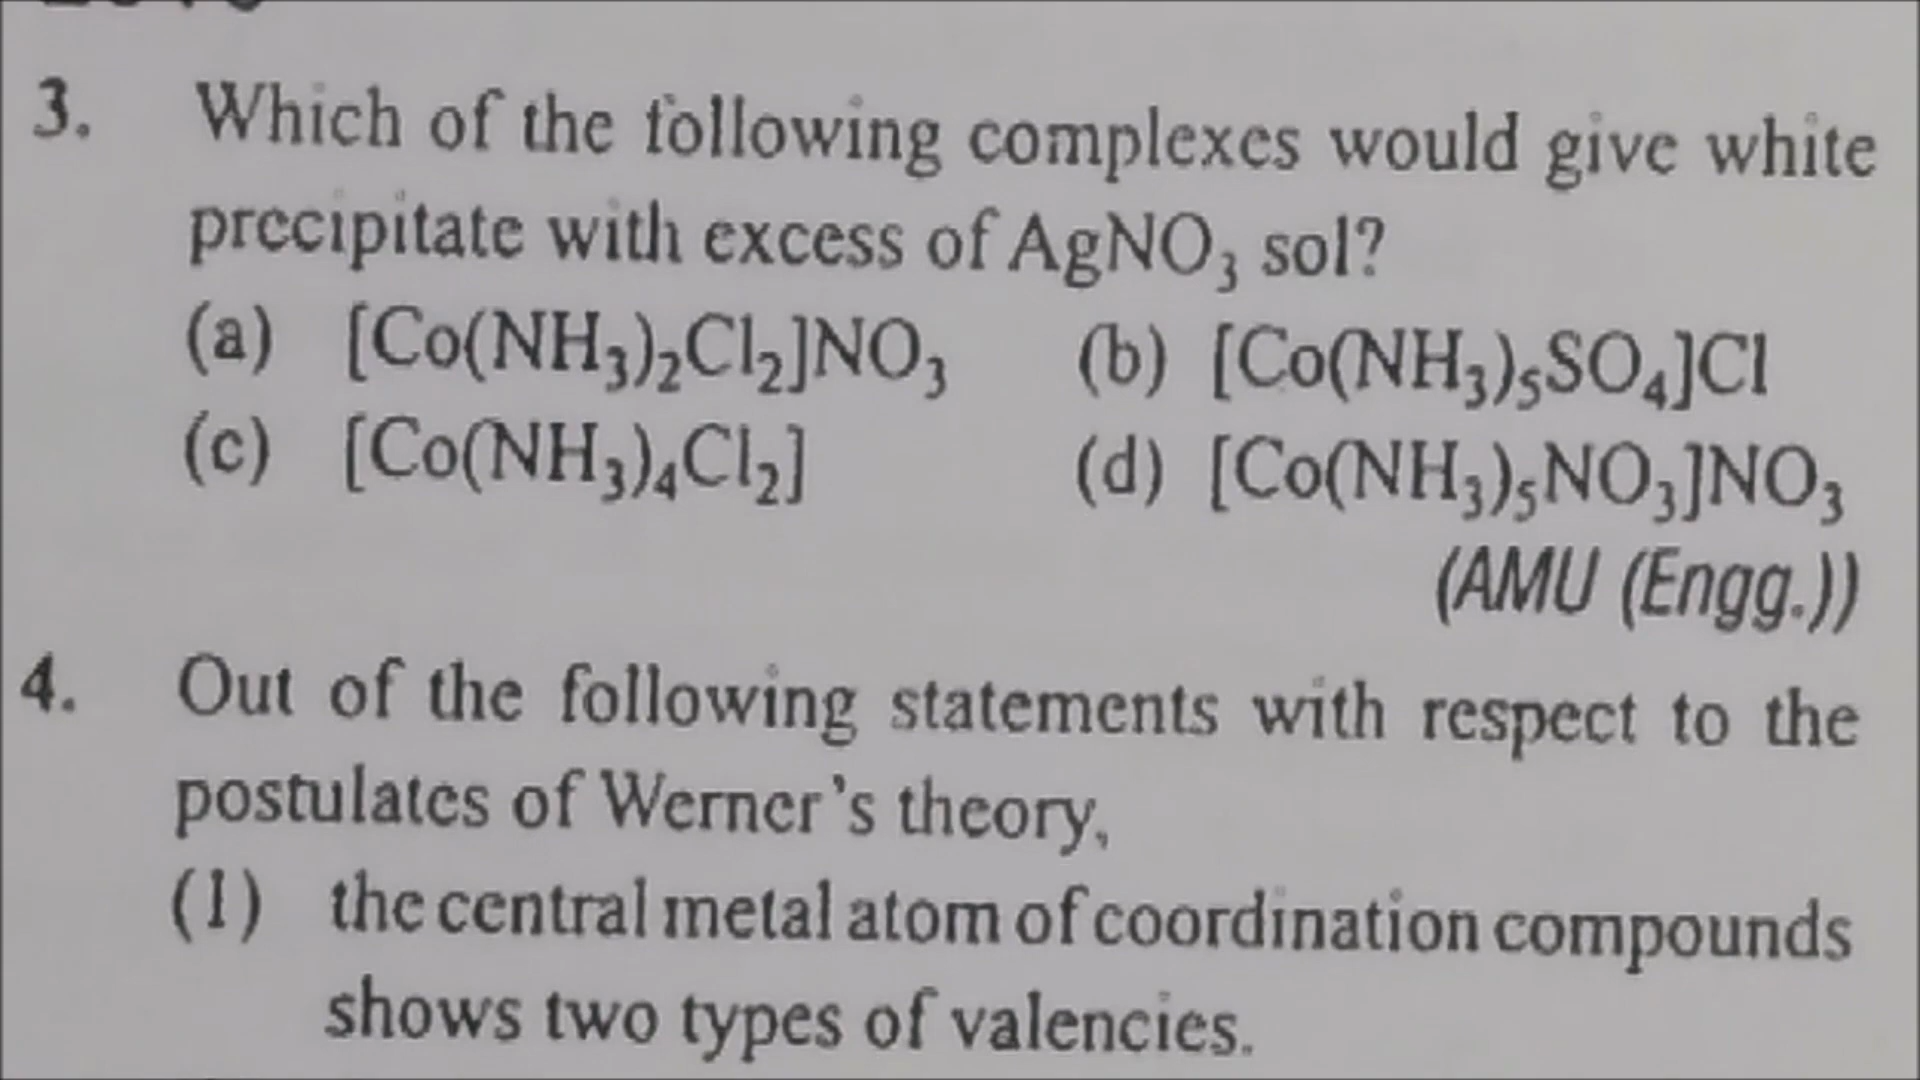 3. Which of the following complexes would give white
precipitate with excess of AgNO₃ sol?
(a) [Co(NH₃)₂Cl₂]NO₃ (b) [Co(NH₃)₅SO₄]Cl
(c) [Co(NH₃)₄Cl₂] (d) [Co(NH₃)₅NO₃]NO₃
(AMU (Engg.))
4. Out of the following statements with respect to the
postulates of Werner's theory,
(1) the central metal atom of coordination compounds
shows two types of valencies.